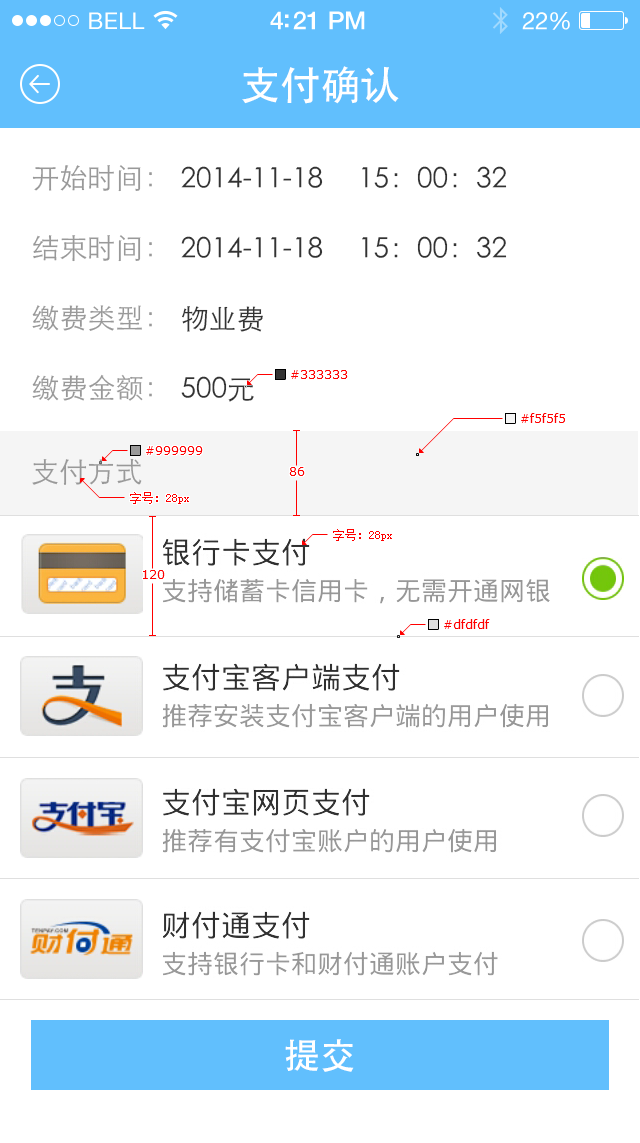 BELL 4:21 PM 22%
支付确认
开始时间： 2014-11-18 15：00：32
结束时间： 2014-11-18 15：00：32
缴费类型： 物业费
缴费金额： 500元
#333333
#f5f5f5
#999999
支付方式
86
字号：28px
字号：28px
银行卡支付
120
支持储蓄卡信用卡，无需开通网银
#dfdfdf
支付宝客户端支付
推荐安装支付宝客户端的用户使用
支付宝
支付宝网页支付
推荐有支付宝账户的用户使用
TENPAY.COM
财付通
财付通支付
支持银行卡和财付通账户支付
提交